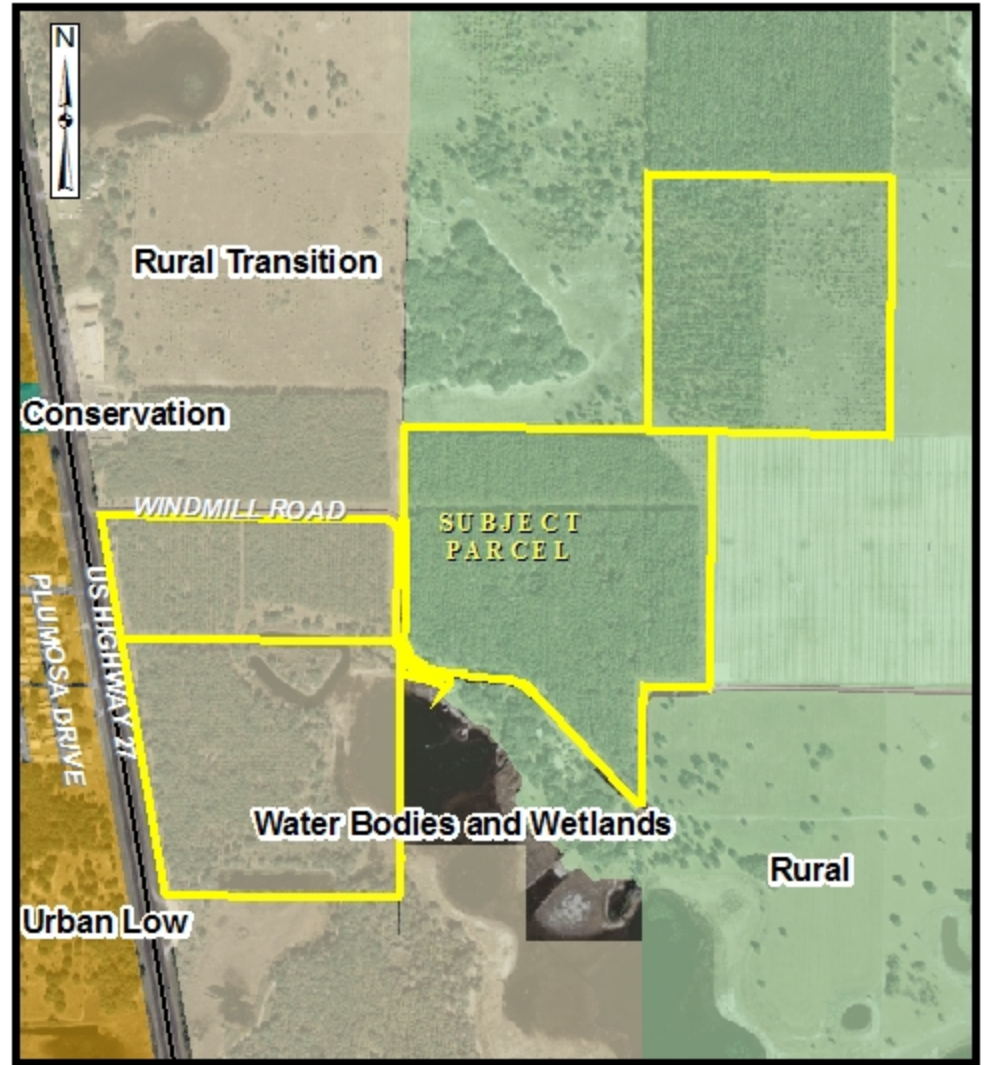 N
Rural Transition
Conservation
WINDMILL ROAD
SUBJECT
PARCEL
US HIGHWAY 27
PLUMOSA DRIVE
Water Bodies and Wetlands
Rural
Urban Low